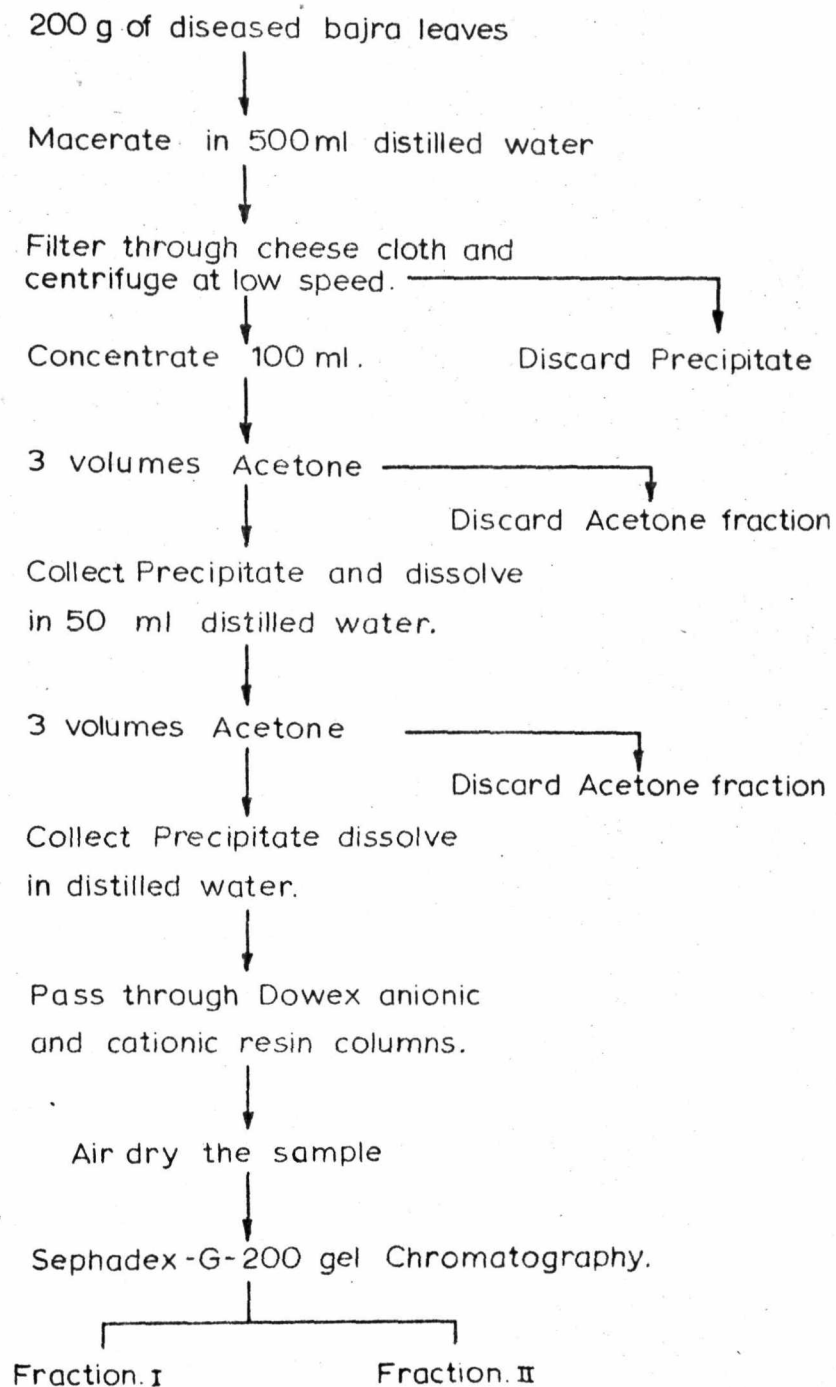 200 g of diseased bajra leaves
Macerate in 500ml distilled water
Filter through cheese cloth and
centrifuge at low speed.
Concentrate 100 ml.
Discard Precipitate
3 volumes Acetone
Discard Acetone fraction
Collect Precipitate and dissolve
in 50 ml distilled water.
3 volumes Acetone
Discard Acetone fraction
Collect Precipitate dissolve
in distilled water.
Pass through Dowex anionic
and cationic resin columns.
Air dry the sample
Sephadex-G-200 gel Chromatography.
Fraction.I
Fraction.II